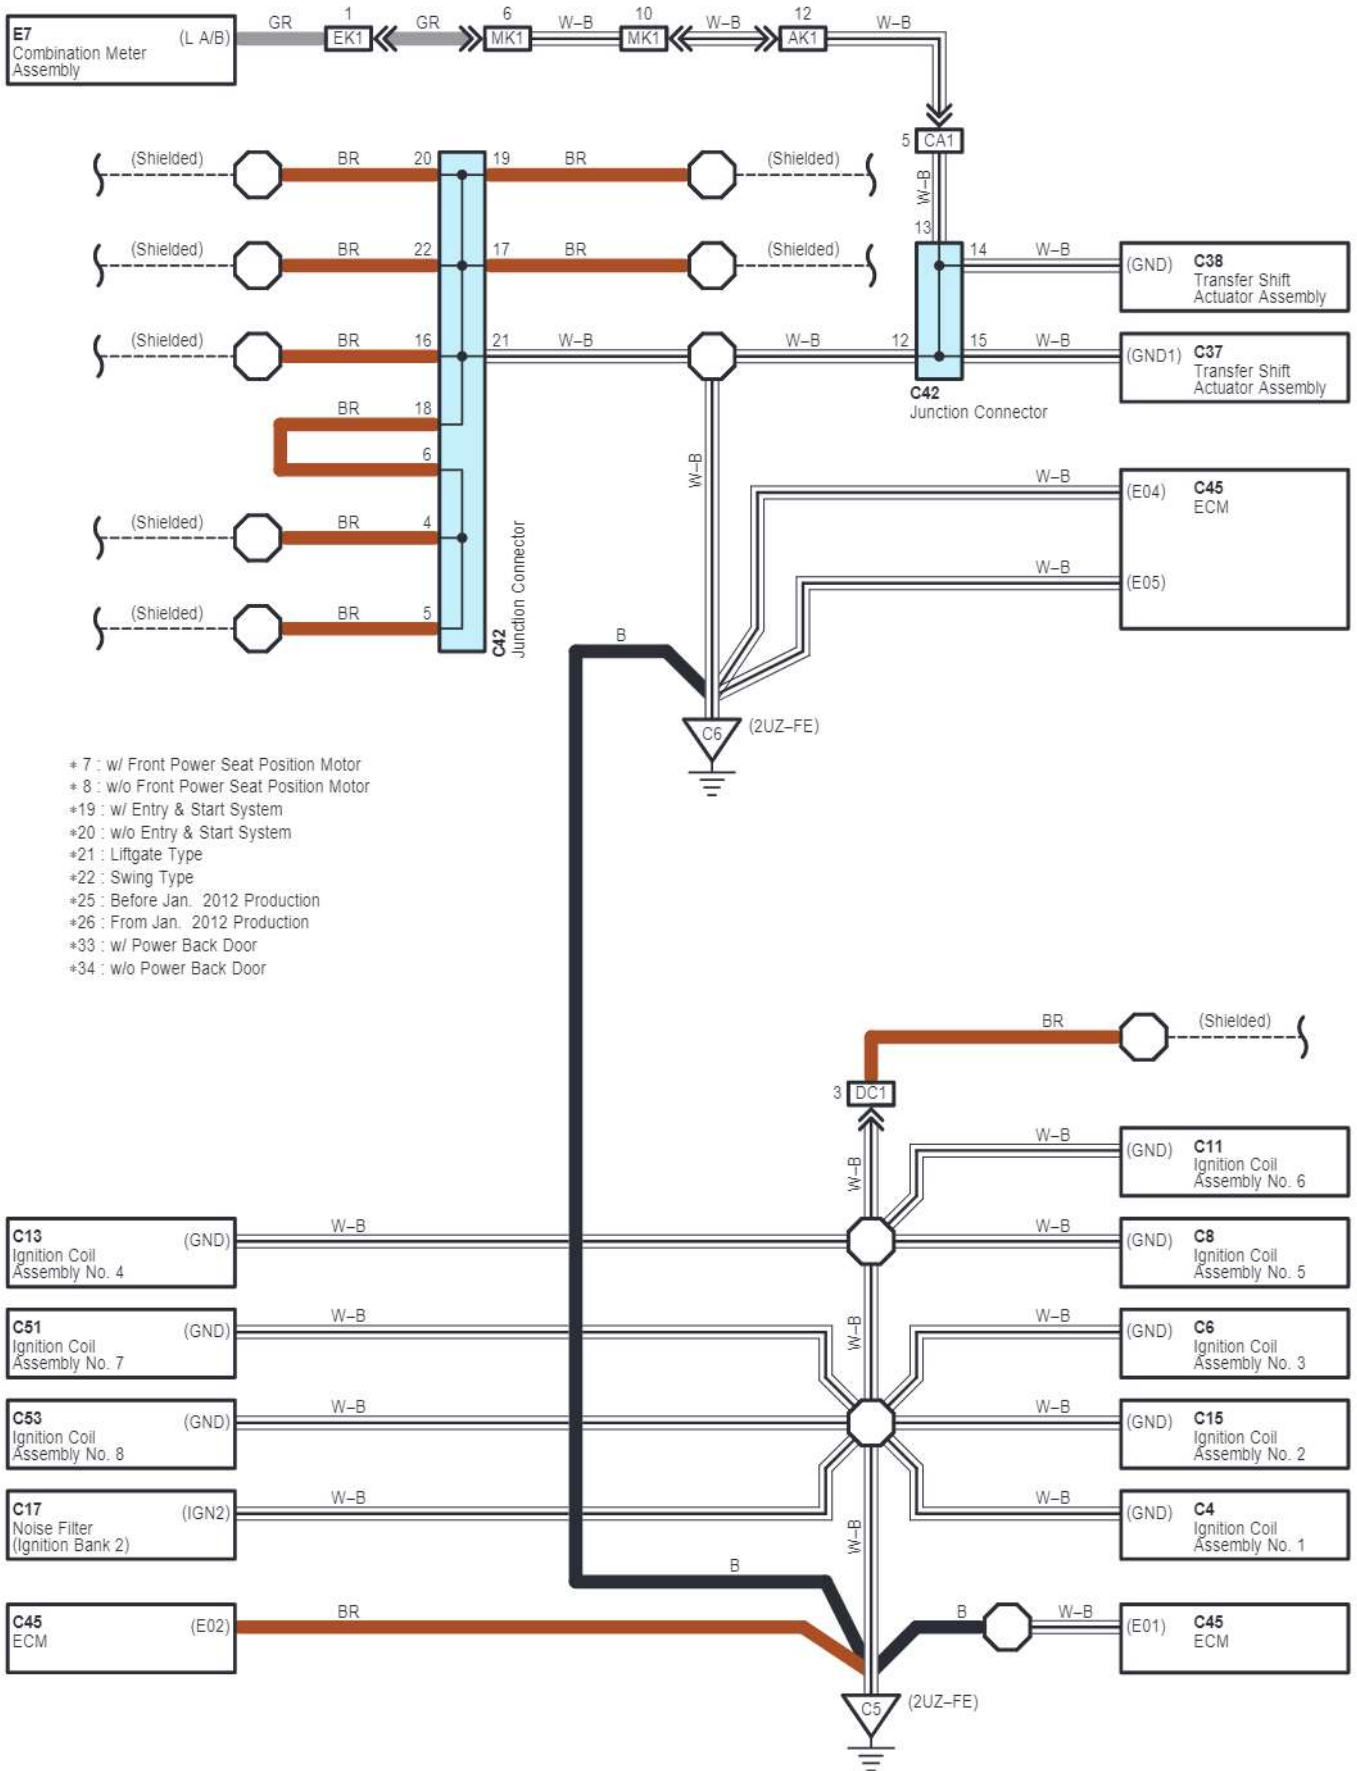 E7
(L A/B)
Combination Meter
Assembly
GR
1
EK1
GR
6
MK1
W–B
10
MK1
W–B
12
AK1
W–B
5
CA1
W–B
13
(Shielded)
BR
20
19
BR
(Shielded)
(Shielded)
BR
22
17
BR
(Shielded)
14
W–B
(GND)
C38
Transfer Shift
Actuator Assembly
(Shielded)
BR
16
21
W–B
W–B
12
15
W–B
(GND1)
C37
Transfer Shift
Actuator Assembly
C42
Junction Connector
BR
18
6
W–B
W–B
(E04)
C45
ECM
(Shielded)
BR
4
W–B
(E05)
(Shielded)
BR
5
C42
Junction Connector
B
C6
(2UZ–FE)
* 7 : w/ Front Power Seat Position Motor
* 8 : w/o Front Power Seat Position Motor
*19 : w/ Entry & Start System
*20 : w/o Entry & Start System
*21 : Liftgate Type
*22 : Swing Type
*25 : Before Jan. 2012 Production
*26 : From Jan. 2012 Production
*33 : w/ Power Back Door
*34 : w/o Power Back Door
BR
(Shielded)
3
DC1
W–B
W–B
(GND)
C11
Ignition Coil
Assembly No. 6
C13
Ignition Coil
Assembly No. 4
(GND)
W–B
W–B
(GND)
C8
Ignition Coil
Assembly No. 5
C51
Ignition Coil
Assembly No. 7
(GND)
W–B
W–B
W–B
(GND)
C6
Ignition Coil
Assembly No. 3
C53
Ignition Coil
Assembly No. 8
(GND)
W–B
W–B
(GND)
C15
Ignition Coil
Assembly No. 2
C17
Noise Filter
(Ignition Bank 2)
(IGN2)
W–B
W–B
W–B
(GND)
C4
Ignition Coil
Assembly No. 1
B
C45
ECM
(E02)
BR
B
W–B
(E01)
C45
ECM
C5
(2UZ–FE)